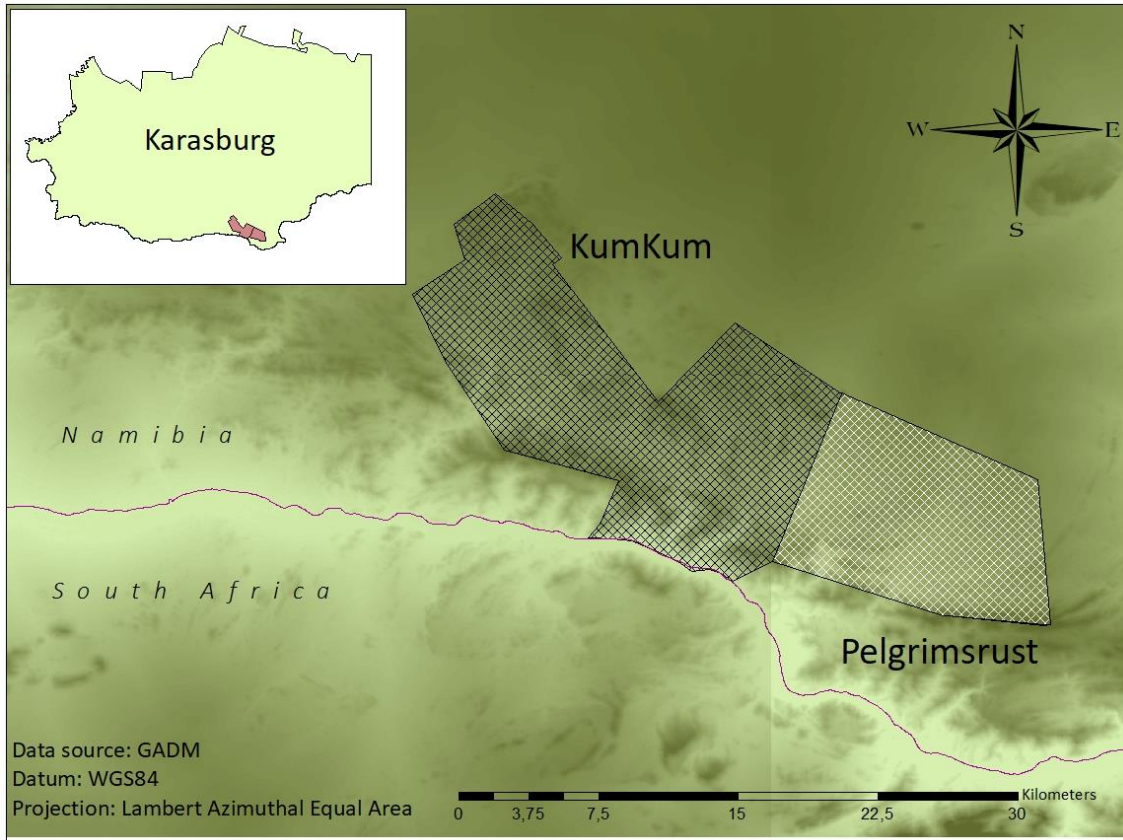 Karasburg
N
W
E
S
KumKum
Namibia
South Africa
Pelgrimsrust
Data source: GADM
Datum: WGS84
Projection: Lambert Azimuthal Equal Area
Kilometers
0 3,75 7,5 15 22,5 30